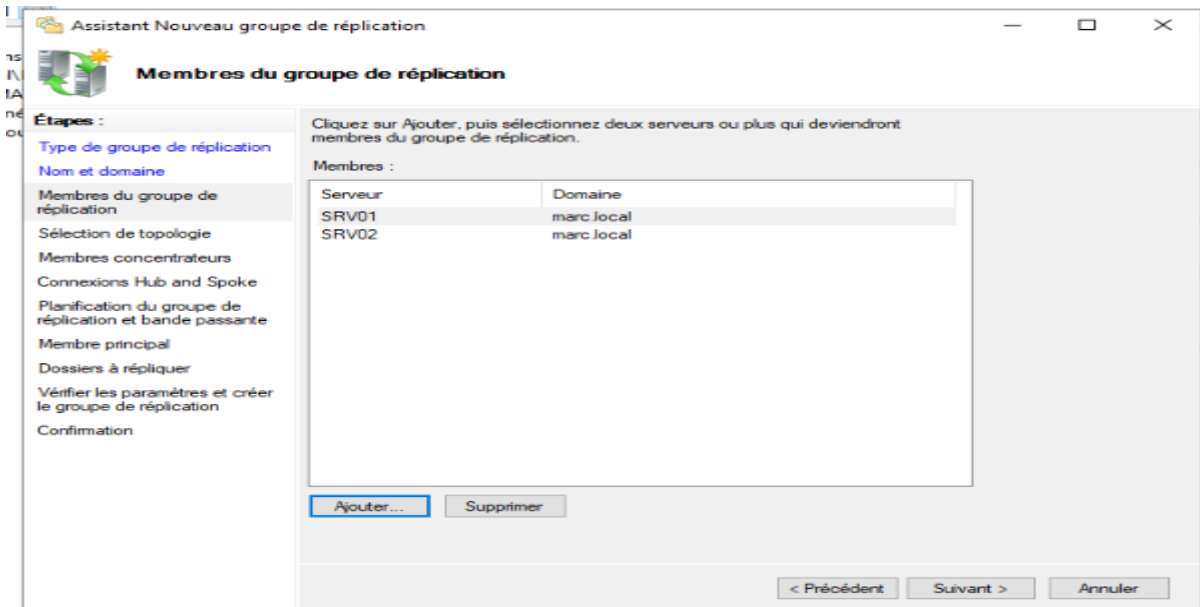 Assistant Nouveau groupe de réplication
Membres du groupe de réplication
Étapes :
Type de groupe de réplication
Nom et domaine
Membres du groupe de
réplication
Sélection de topologie
Membres concentrateurs
Connexions Hub and Spoke
Planification du groupe de
réplication et bande passante
Membre principal
Dossiers à répliquer
Vérifier les paramètres et créer
le groupe de réplication
Confirmation
Cliquez sur Ajouter, puis sélectionnez deux serveurs ou plus qui deviendront
membres du groupe de réplication.
Membres :
Serveur Domaine
SRV01 marc.local
SRV02 marc.local
Ajouter... Supprimer
< Précédent Suivant > Annuler